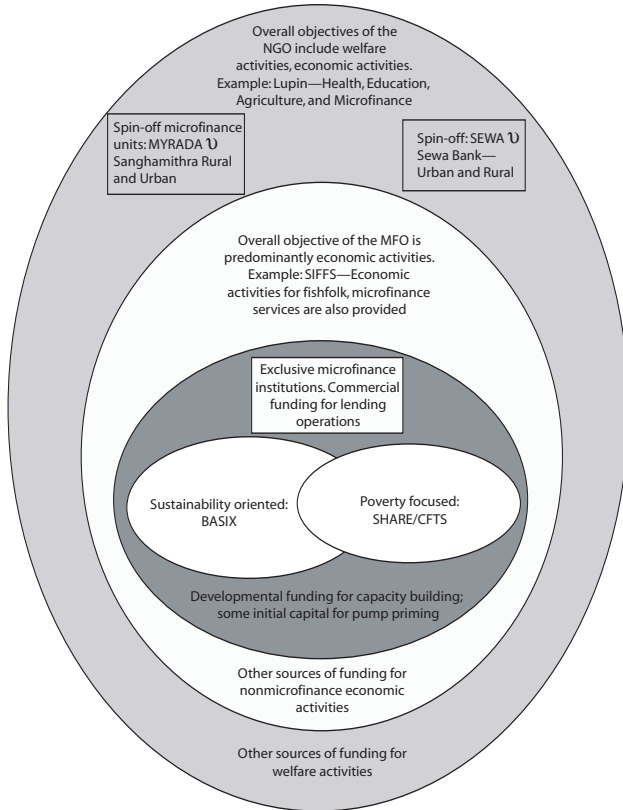 Overall objectives of the
NGO include welfare
activities, economic activities.
Example: Lupin—Health, Education,
Agriculture, and Microfinance
Spin-off microfinance
units: MYRADA
Sanghamithra Rural
and Urban
Spin-off: SEWA
Sewa Bank—
Urban and Rural
Overall objective of the MFO is
predominantly economic activities.
Example: SIFFS—Economic
activities for fishfolk, microfinance
services are also provided
Exclusive microfinance
institutions. Commercial
funding for lending
operations
Sustainability oriented:
BASIX
Poverty focused:
SHARE/CFTS
Developmental funding for capacity building;
some initial capital for pump priming
Other sources of funding for
nonmicrofinance economic
activities
Other sources of funding for
welfare activities